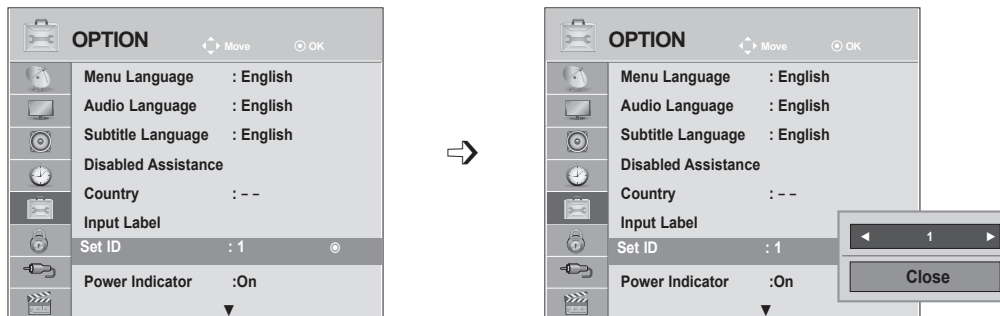 OPTION Move OK
Menu Language : English
Audio Language : English
Subtitle Language : English
Disabled Assistance
Country : – –
Input Label
Set ID : 1
Power Indicator :On
▼
OPTION Move OK
Menu Language : English
Audio Language : English
Subtitle Language : English
Disabled Assistance
Country : – –
Input Label
Set ID : 1
Power Indicator :On
▼
◄ 1 ►
Close